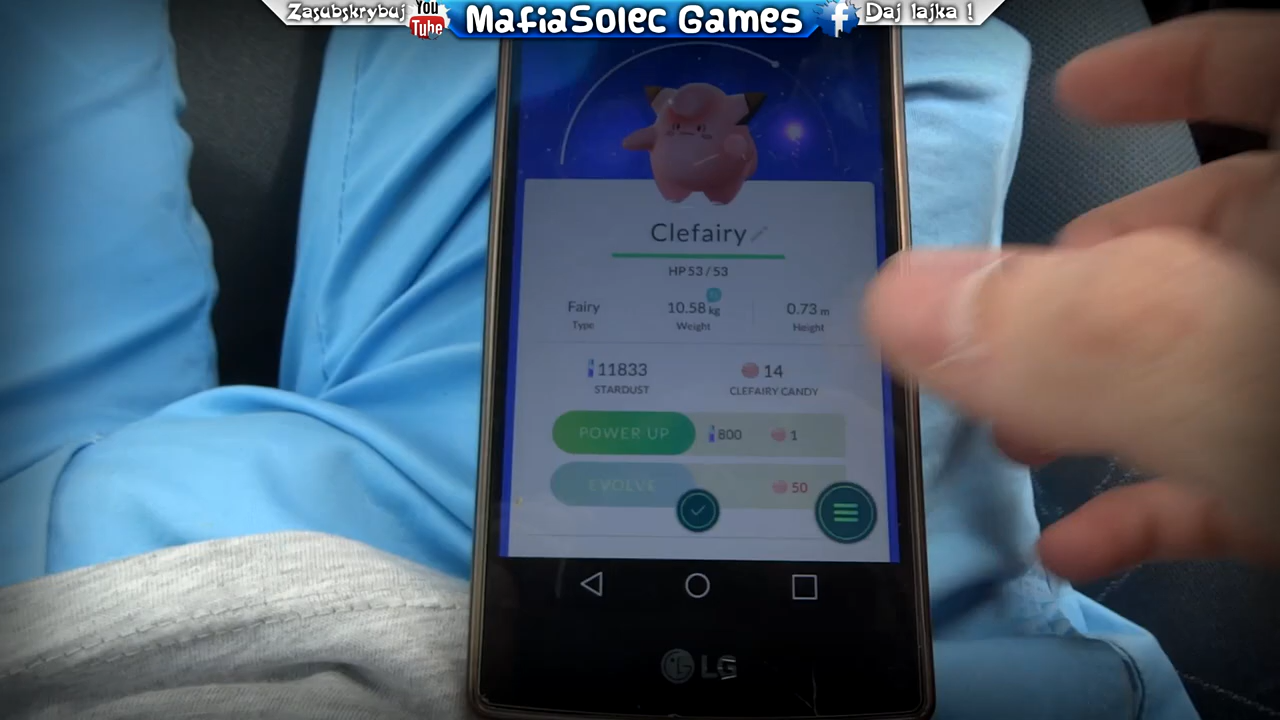 Zasubskrybuj You Tube MafiaSolec Games f Daj lajka !
Clefairy
HP 53 / 53
Fairy 10.58 kg 0.73 m
Type Weight Height
11833 14
STARDUST CLEFAIRY CANDY
POWER UP 800 1
EVOLVE 50
LG